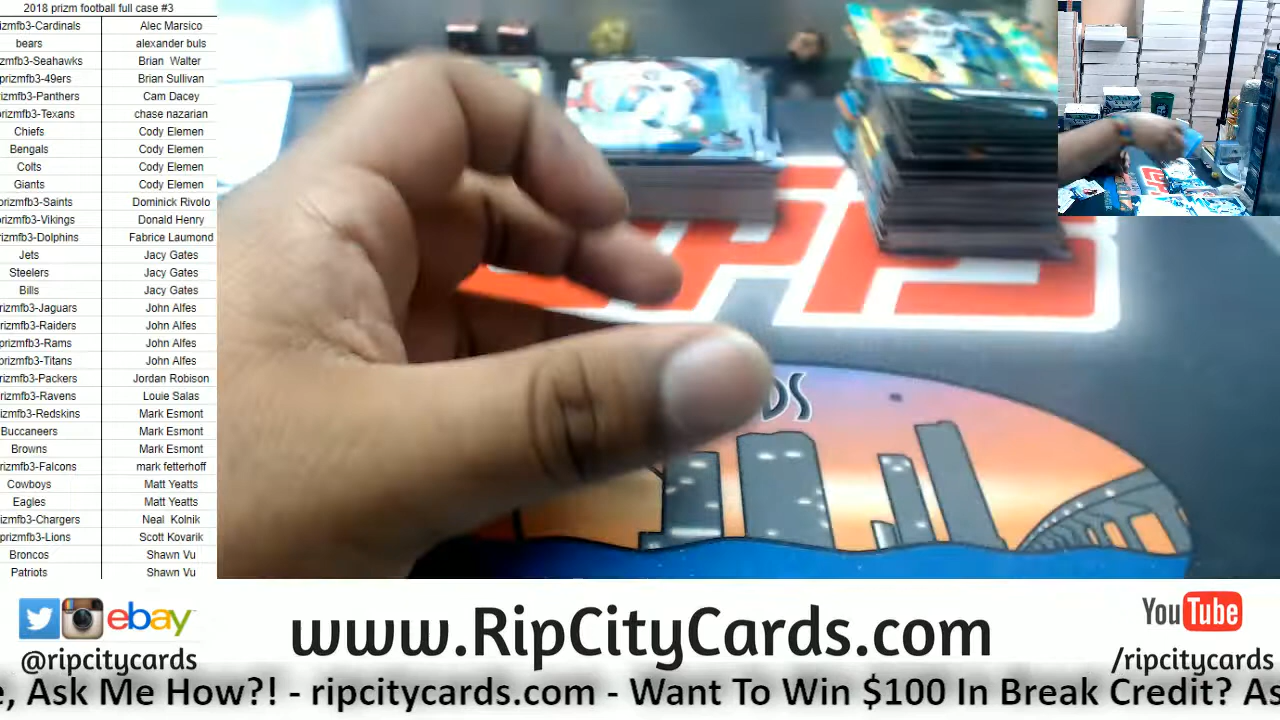 2018 prizm football full case #3
izmfb3-Cardinals Alec Marsico
bears alexander buls
zmfb3-Seahawks Brian Walter
prizmfb3-49ers Brian Sullivan
izmfb3-Panthers Cam Dacey
rizmfb3-Texans chase nazarian
Chiefs Cody Elemen
Bengals Cody Elemen
Colts Cody Elemen
Giants Cody Elemen
prizmfb3-Saints Dominick Rivolo
rizmfb3-Vikings Donald Henry
izmfb3-Dolphins Fabrice Laumond
Jets Jacy Gates
Steelers Jacy Gates
Bills Jacy Gates
izmfb3-Jaguars John Alfes
izmfb3-Raiders John Alfes
prizmfb3-Rams John Alfes
prizmfb3-Titans John Alfes
izmfb3-Packers Jordan Robison
rizmfb3-Ravens Louie Salas
zmfb3-Redskins Mark Esmont
Buccaneers Mark Esmont
Browns Mark Esmont
rizmfb3-Falcons mark fetterhoff
Cowboys Matt Yeatts
Eagles Matt Yeatts
izmfb3-Chargers Neal Kolnik
prizmfb3-Lions Scott Kovarik
Broncos Shawn Vu
Patriots Shawn Vu
DS
ebay
@ripcitycards
www.RipCityCards.com
YouTube
/ripcitycards
e, Ask Me How?! - ripcitycards.com - Want To Win $100 In Break Credit? As